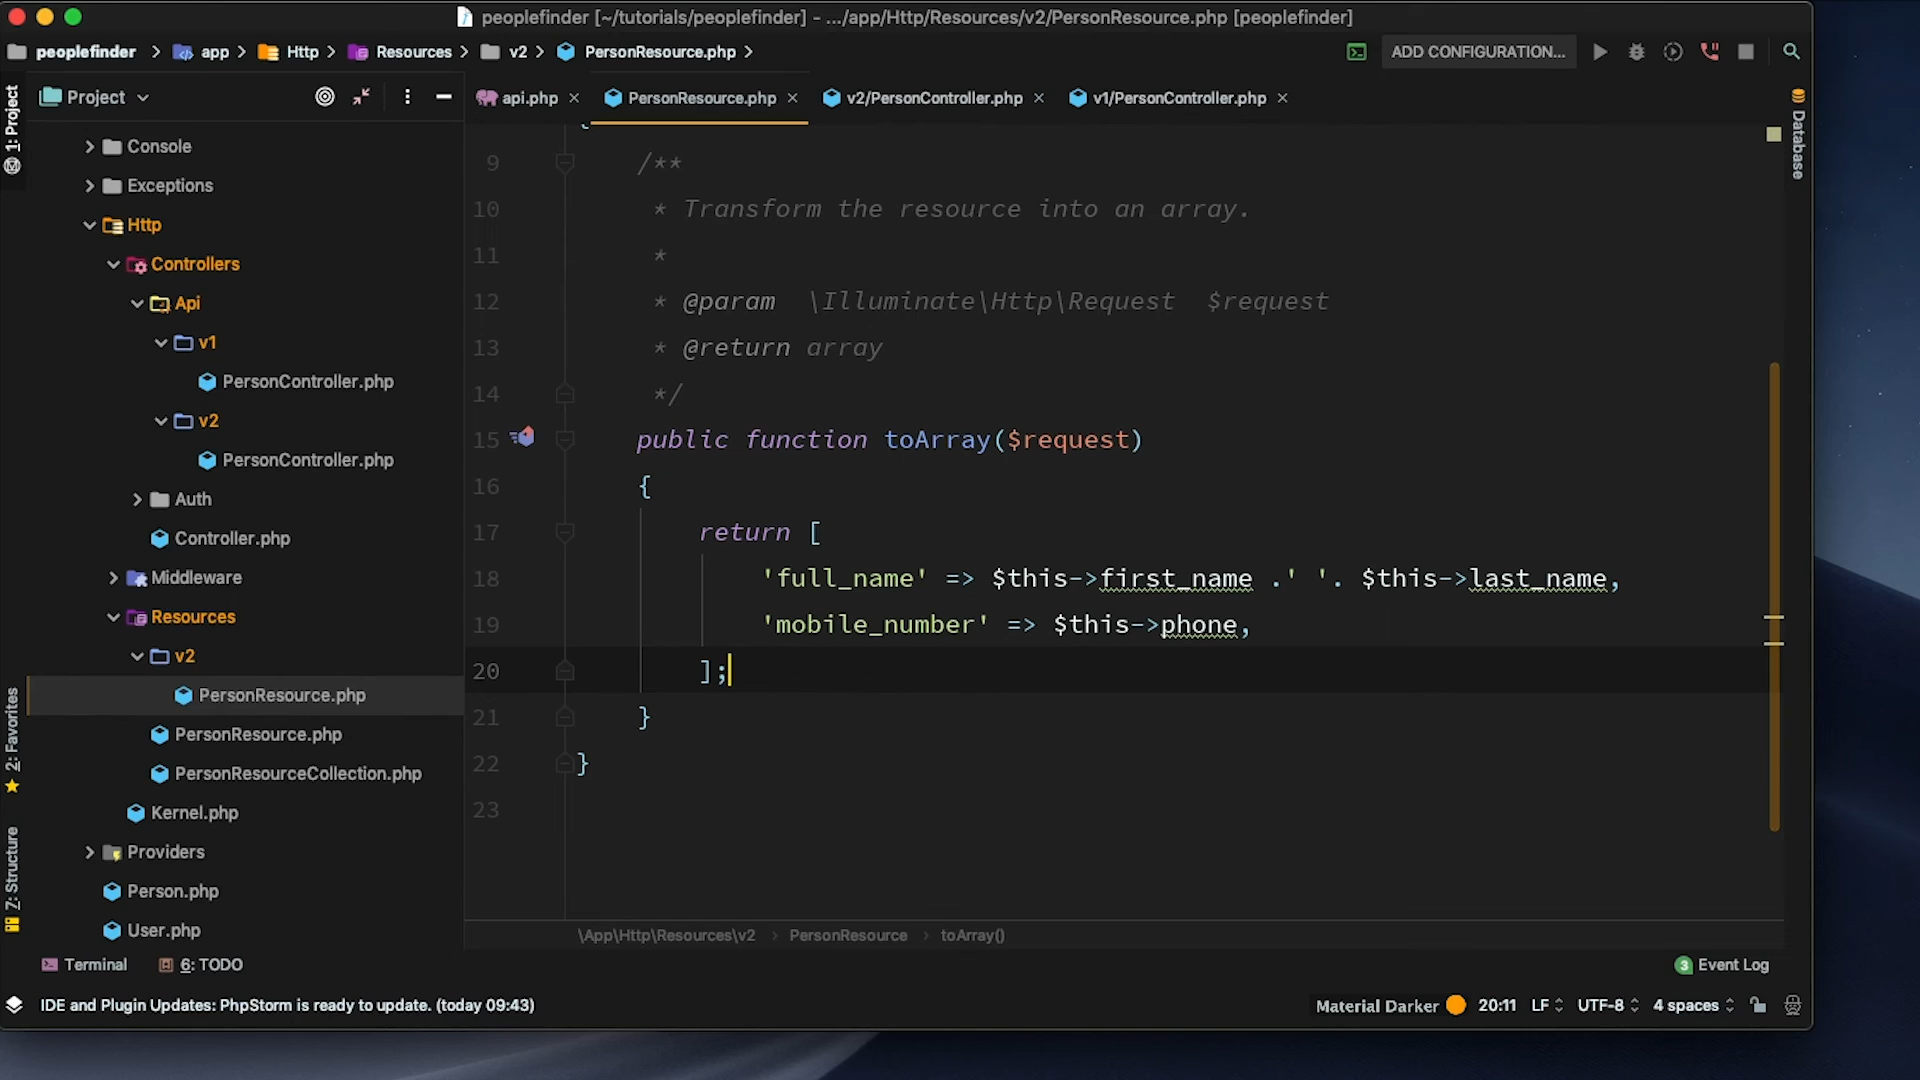 peoplefinder [~/tutorials/peoplefinder] - .../app/Http/Resources/v2/PersonResource.php [peoplefinder]
peoplefinder > app > Http > Resources > v2 > PersonResource.php >
ADD CONFIGURATION...
1: Project
Project
api.php
PersonResource.php
v2/PersonController.php
v1/PersonController.php
Database
Console
Exceptions
Http
Controllers
Api
v1
PersonController.php
v2
PersonController.php
Auth
Controller.php
Middleware
Resources
v2
PersonResource.php
PersonResource.php
PersonResourceCollection.php
Kernel.php
Providers
Person.php
User.php
2: Favorites
7: Structure
{
9 /**
10 * Transform the resource into an array.
11 *
12 * @param  \Illuminate\Http\Request  $request
13 * @return array
14 */
15 public function toArray($request)
16 {
17 return [
18 'full_name' => $this->first_name .' '. $this->last_name,
19 'mobile_number' => $this->phone,
20 ];
21 }
22 }
23
\App\Http\Resources\v2 > PersonResource > toArray()
Terminal
6: TODO
3 Event Log
IDE and Plugin Updates: PhpStorm is ready to update. (today 09:43)
Material Darker
20:11
LF
UTF-8
4 spaces